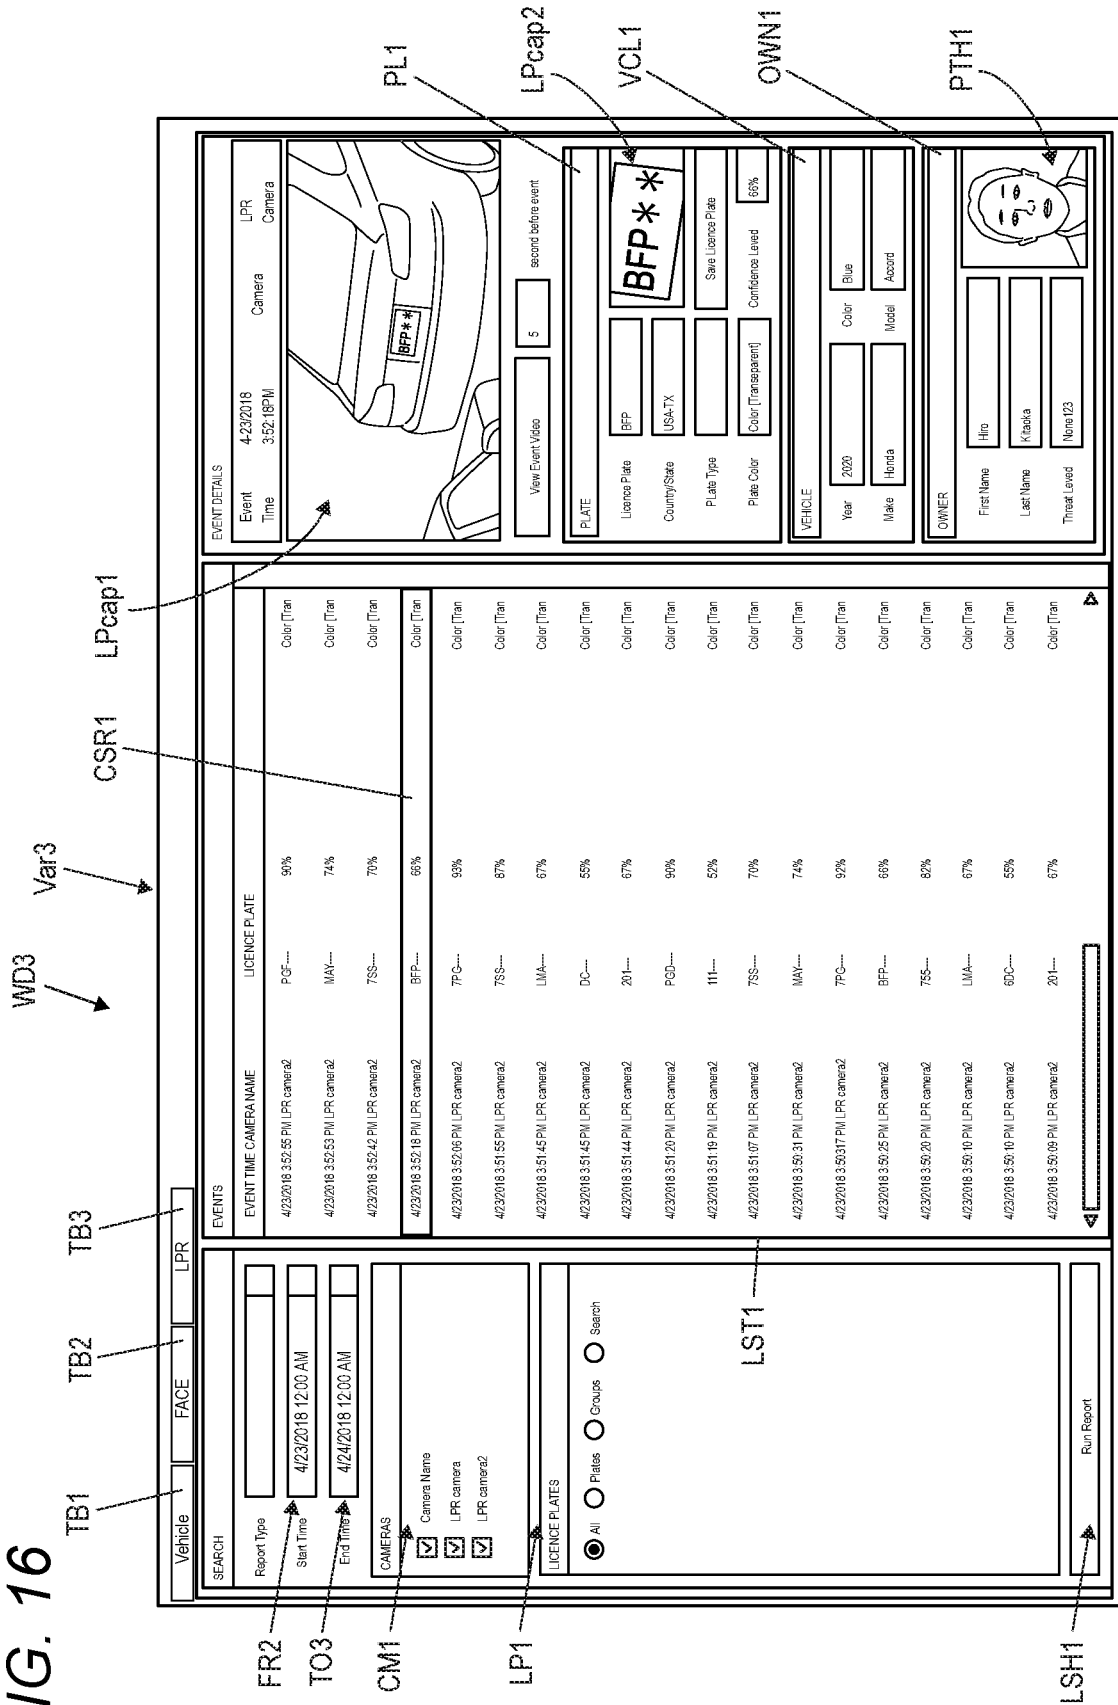 IG. 16
WD3
Var3
TB1
TB2
TB3
CSR1
LPcap1
PL1
LPcap2
VCL1
OWN1
PTH1
FR2
TO3
CM1
LP1
LSH1
LST1
Vehicle
FACE
LPR
SEARCH
Report Type
Start Time 4/23/2018 12:00 AM
End Time 4/24/2018 12:00 AM
CAMERAS
Camera Name
LPR camera
LPR camera2
LICENCE PLATES
All Plates Groups Search
Run Report
EVENTS
EVENT TIME CAMERA NAME LICENCE PLATE
4/23/2018 3:52:55 PM LPR camera2 PGF---- 90% Color [Tran
4/23/2018 3:52:53 PM LPR camera2 MAY---- 74% Color [Tran
4/23/2018 3:52:42 PM LPR camera2 7SS---- 70% Color [Tran
4/23/2018 3:52:18 PM LPR camera2 BFP---- 66% Color [Tran
4/23/2018 3:52:06 PM LPR camera2 7PG---- 93% Color [Tran
4/23/2018 3:51:55 PM LPR camera2 7SS---- 87% Color [Tran
4/23/2018 3:51:45 PM LPR camera2 LMA---- 67% Color [Tran
4/23/2018 3:51:45 PM LPR camera2 DC---- 55% Color [Tran
4/23/2018 3:51:44 PM LPR camera2 201---- 67% Color [Tran
4/23/2018 3:51:20 PM LPR camera2 PGD---- 90% Color [Tran
4/23/2018 3:51:19 PM LPR camera2 111---- 52% Color [Tran
4/23/2018 3:51:07 PM LPR camera2 7SS---- 70% Color [Tran
4/23/2018 3:50:31 PM LPR camera2 MAY---- 74% Color [Tran
4/23/2018 3:50317 PM LPR camera2 7PG---- 92% Color [Tran
4/23/2018 3:50:25 PM LPR camera2 BFP---- 66% Color [Tran
4/23/2018 3:50:20 PM LPR camera2 755---- 82% Color [Tran
4/23/2018 3:50:10 PM LPR camera2 LMA---- 67% Color [Tran
4/23/2018 3:50:10 PM LPR camera2 6DC---- 55% Color [Tran
4/23/2018 3:50:09 PM LPR camera2 201---- 67% Color [Tran
EVENT DETAILS
Event 4-23/2018 Camera LPR
Time 3:52:18PM Camera
BFP**
View Event Video 5 second before event
PLATE
Licence Plate BFP
BFP**
Country/State USA-TX
PLate Type Save Licence Plate
Plate Color Color [Transeparent] Confidence Leved 66%
VEHICLE
Year 2020 Color Blue
Make Honda Model Accord
OWNER
First Name Hiro
Last Name Kitaoka
Threat Leved None123